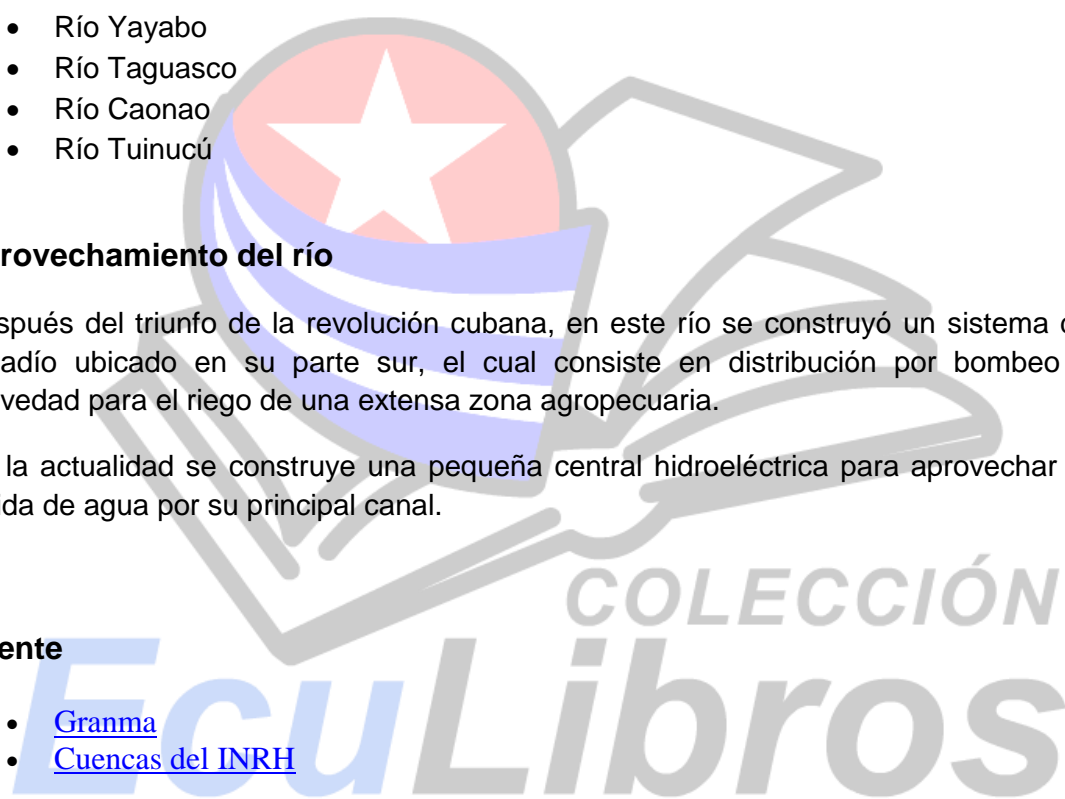 • Río Yayabo
• Río Taguasco
• Río Caonao
• Río Tuinucú
rovechamiento del río
spués del triunfo de la revolución cubana, en este río se construyó un sistema
adío ubicado en su parte sur, el cual consiste en distribución por bombeo
vedad para el riego de una extensa zona agropecuaria.
la actualidad se construye una pequeña central hidroeléctrica para aprovechar
ida de agua por su principal canal.
COLECCIÓN
ente
EcuLibros
• Granma
• Cuencas del INRH